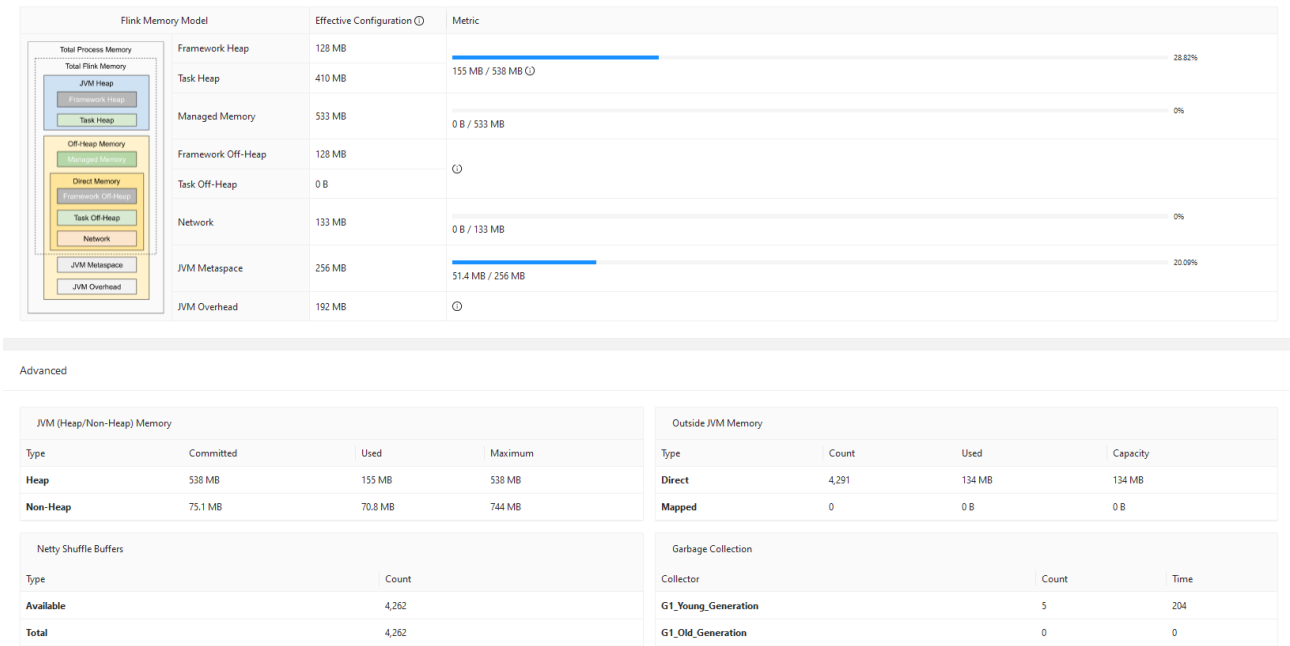 Flink Memory Model Effective Configuration Metric
Total Process Memory
Total Flink Memory
JVM Heap
Framework Heap
Task Heap
Off-Heap Memory
Managed Memory
Direct Memory
Framework Off-Heap
Task Off-Heap
Network
JVM Metaspace
JVM Overhead
Framework Heap 128 MB
28.82%
155 MB / 538 MB
Task Heap 410 MB
Managed Memory 533 MB
0%
0 B / 533 MB
Framework Off-Heap 128 MB
Task Off-Heap 0 B
Network 133 MB
0%
0 B / 133 MB
JVM Metaspace 256 MB
20.09%
51.4 MB / 256 MB
JVM Overhead 192 MB
Advanced
JVM (Heap/Non-Heap) Memory
Type Committed Used Maximum
Heap 538 MB 155 MB 538 MB
Non-Heap 75.1 MB 70.8 MB 744 MB
Outside JVM Memory
Type Count Used Capacity
Direct 4,291 134 MB 134 MB
Mapped 0 0 B 0 B
Netty Shuffle Buffers
Type Count
Available 4,262
Total 4,262
Garbage Collection
Collector Count Time
G1_Young_Generation 5 204
G1_Old_Generation 0 0